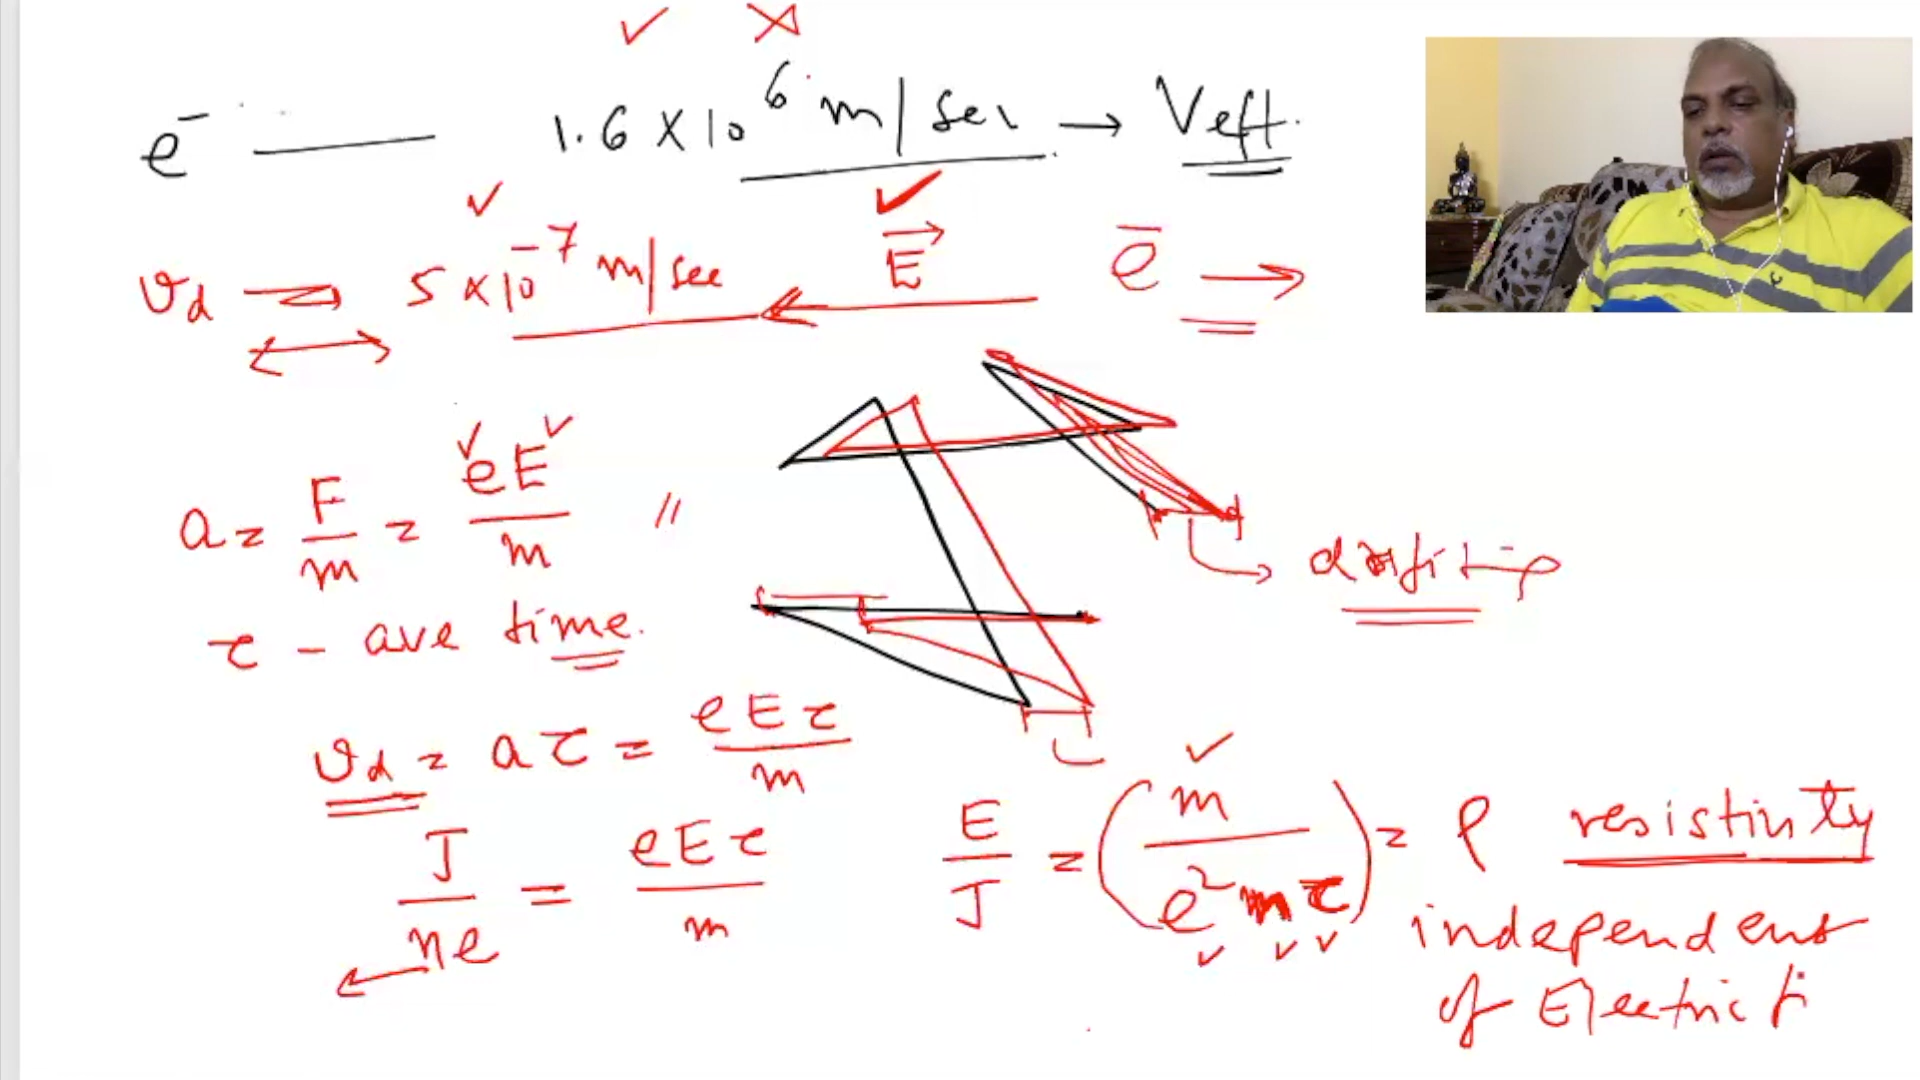 e⁻ — 1.6 × 10⁶ m/sec → Veff.
vd = 5 × 10⁻⁷ m/sec E e⁻ →
a = F/m = eE/m "
drifting
τ - ave time.
vd = aτ = eEτ/m
J/ne = eEτ/m
E/J = (m/e²nτ) = ρ resistivity
independent
of Electric f